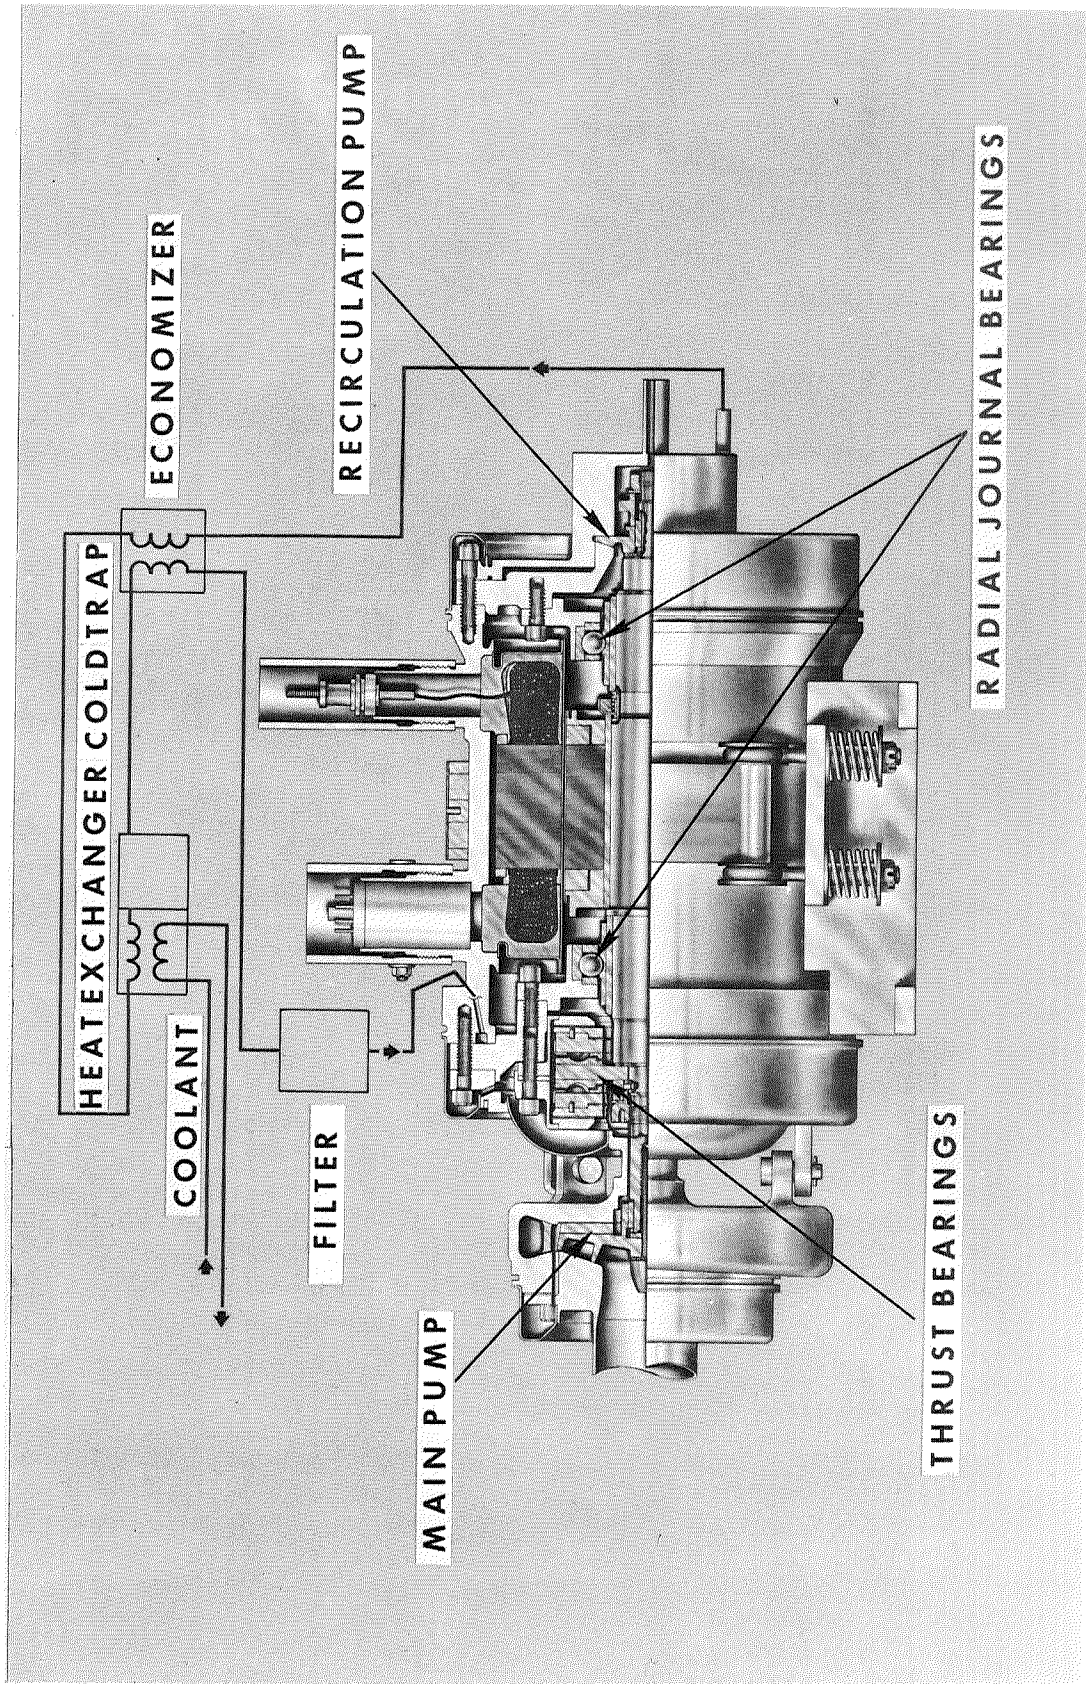 HEAT EXCHANGER COLD TRAP
ECONOMIZER
COOLANT
FILTER
RECIRCULATION PUMP
MAIN PUMP
THRUST BEARINGS
RADIAL JOURNAL BEARINGS